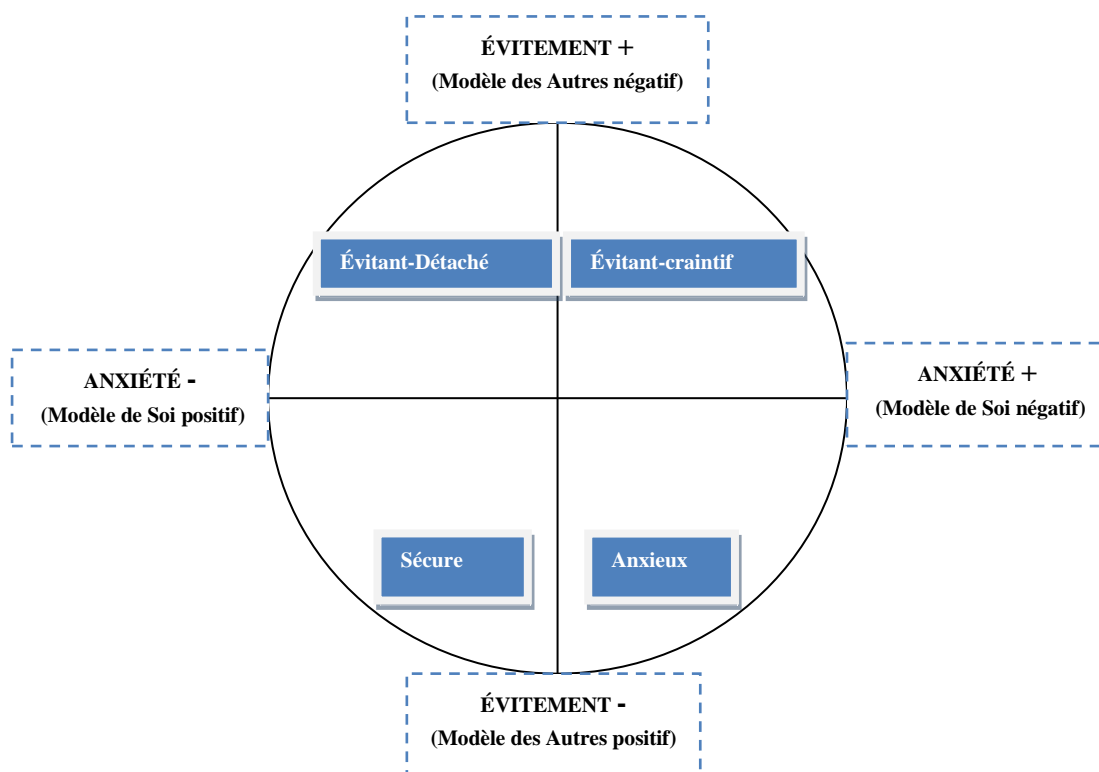 ÉVITEMENT +
(Modèle des Autres négatif)
Évitant-Détaché
Évitant-craintif
ANXIÉTÉ -
(Modèle de Soi positif)
ANXIÉTÉ +
(Modèle de Soi négatif)
Sécure
Anxieux
ÉVITEMENT -
(Modèle des Autres positif)